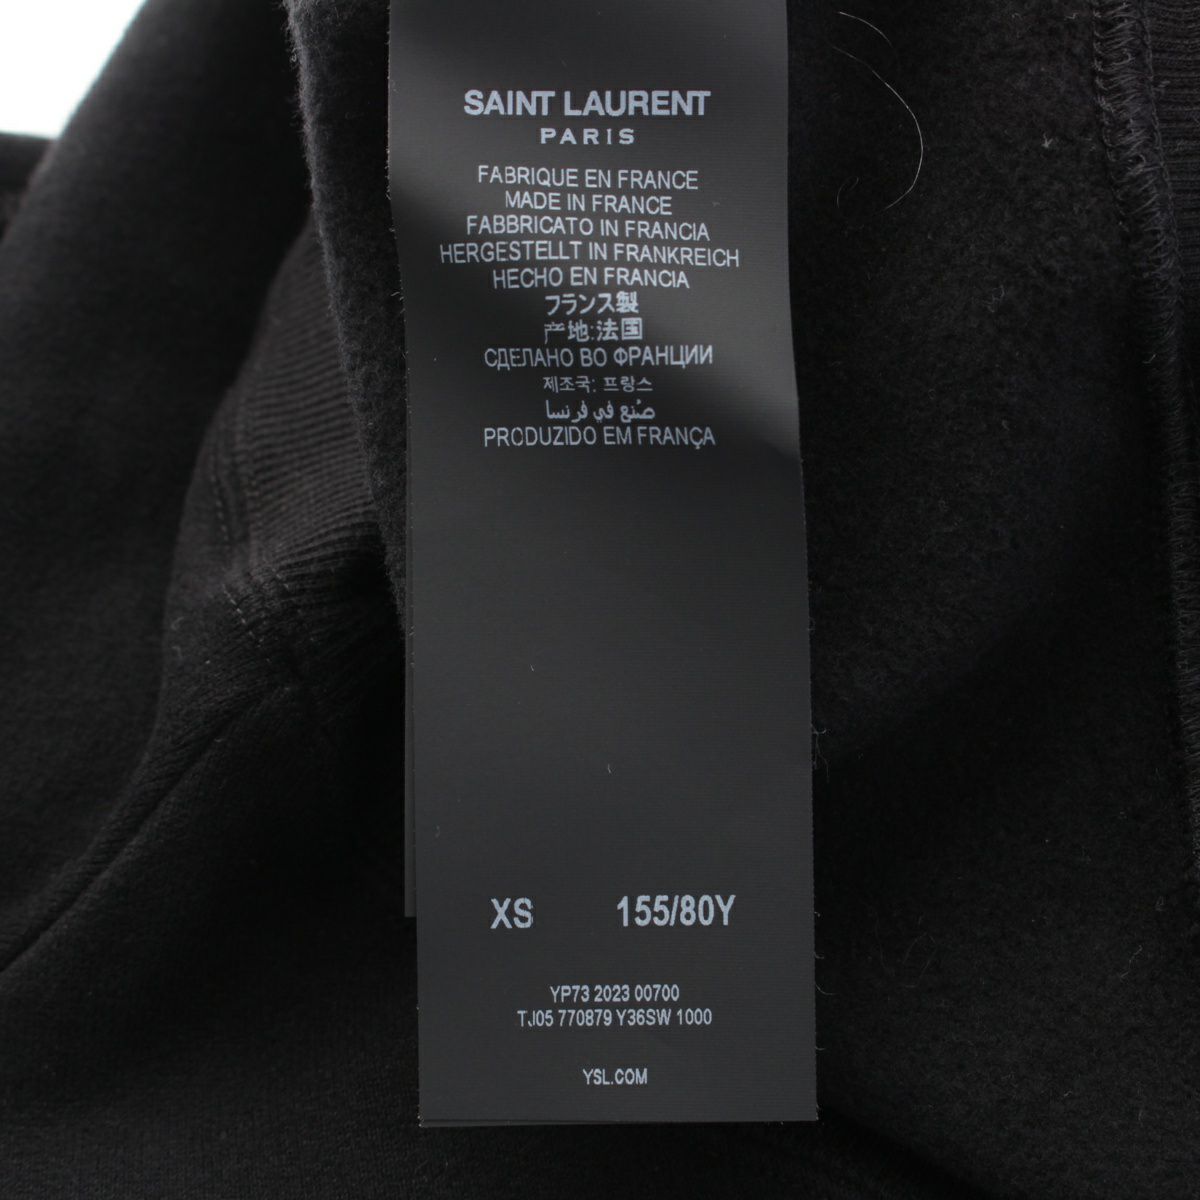 SAINT LAURENT
PARIS
FABRIQUE EN FRANCE
MADE IN FRANCE
FABBRICATO IN FRANCIA
HERGESTELLT IN FRANKREICH
HECHO EN FRANCIA
フランス製
产地:法国
СДЕЛАНО ВО ФРАНЦИИ
제조국: 프랑스
صُنع في فرنسا
PRODUZIDO EM FRANÇA
XS 155/80Y
YP73 2023 00700
TJ05 770879 Y36SW 1000
YSL.COM